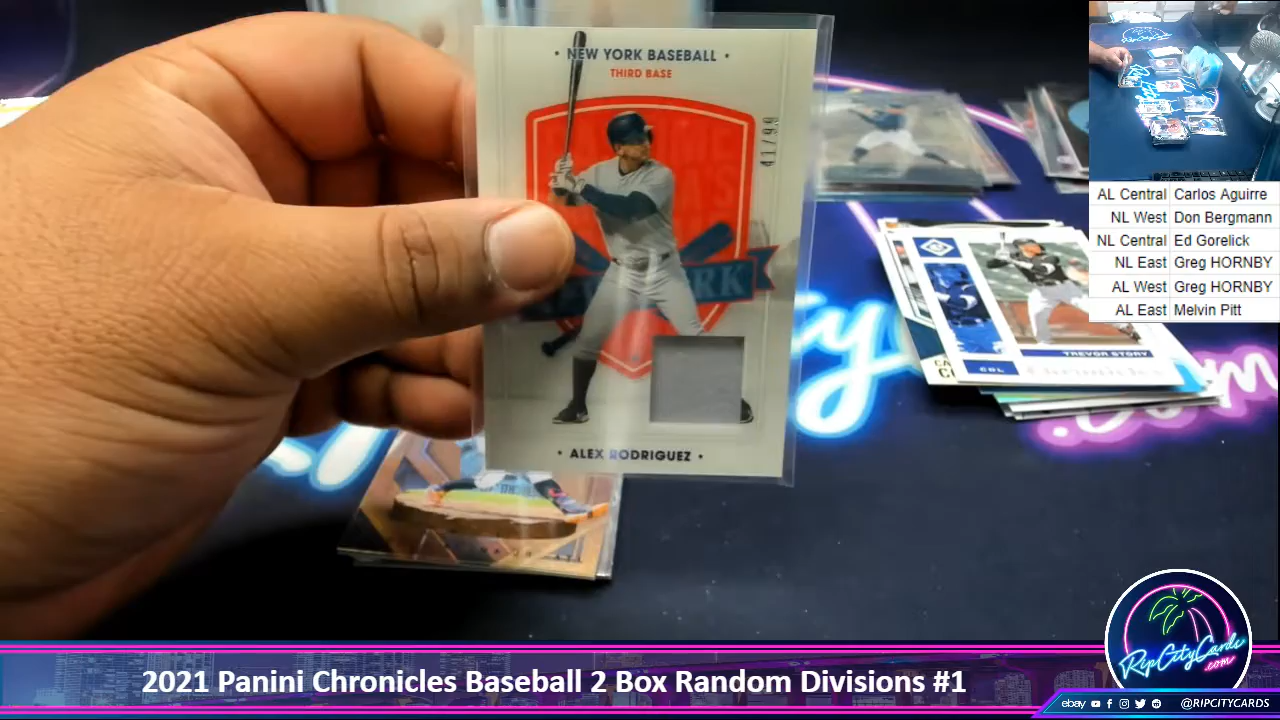 • NEW YORK BASEBALL •
THIRD BASE
41/99
• ALEX RODRIGUEZ •
TREVOR STORY
COL
Chronicles
AL Central Carlos Aguirre
NL West Don Bergmann
NL Central Ed Gorelick
NL East Greg HORNBY
AL West Greg HORNBY
AL East Melvin Pitt
2021 Panini Chronicles Baseball 2 Box Random Divisions #1
RipCityCards
.com
ebay @RIPCITYCARDS